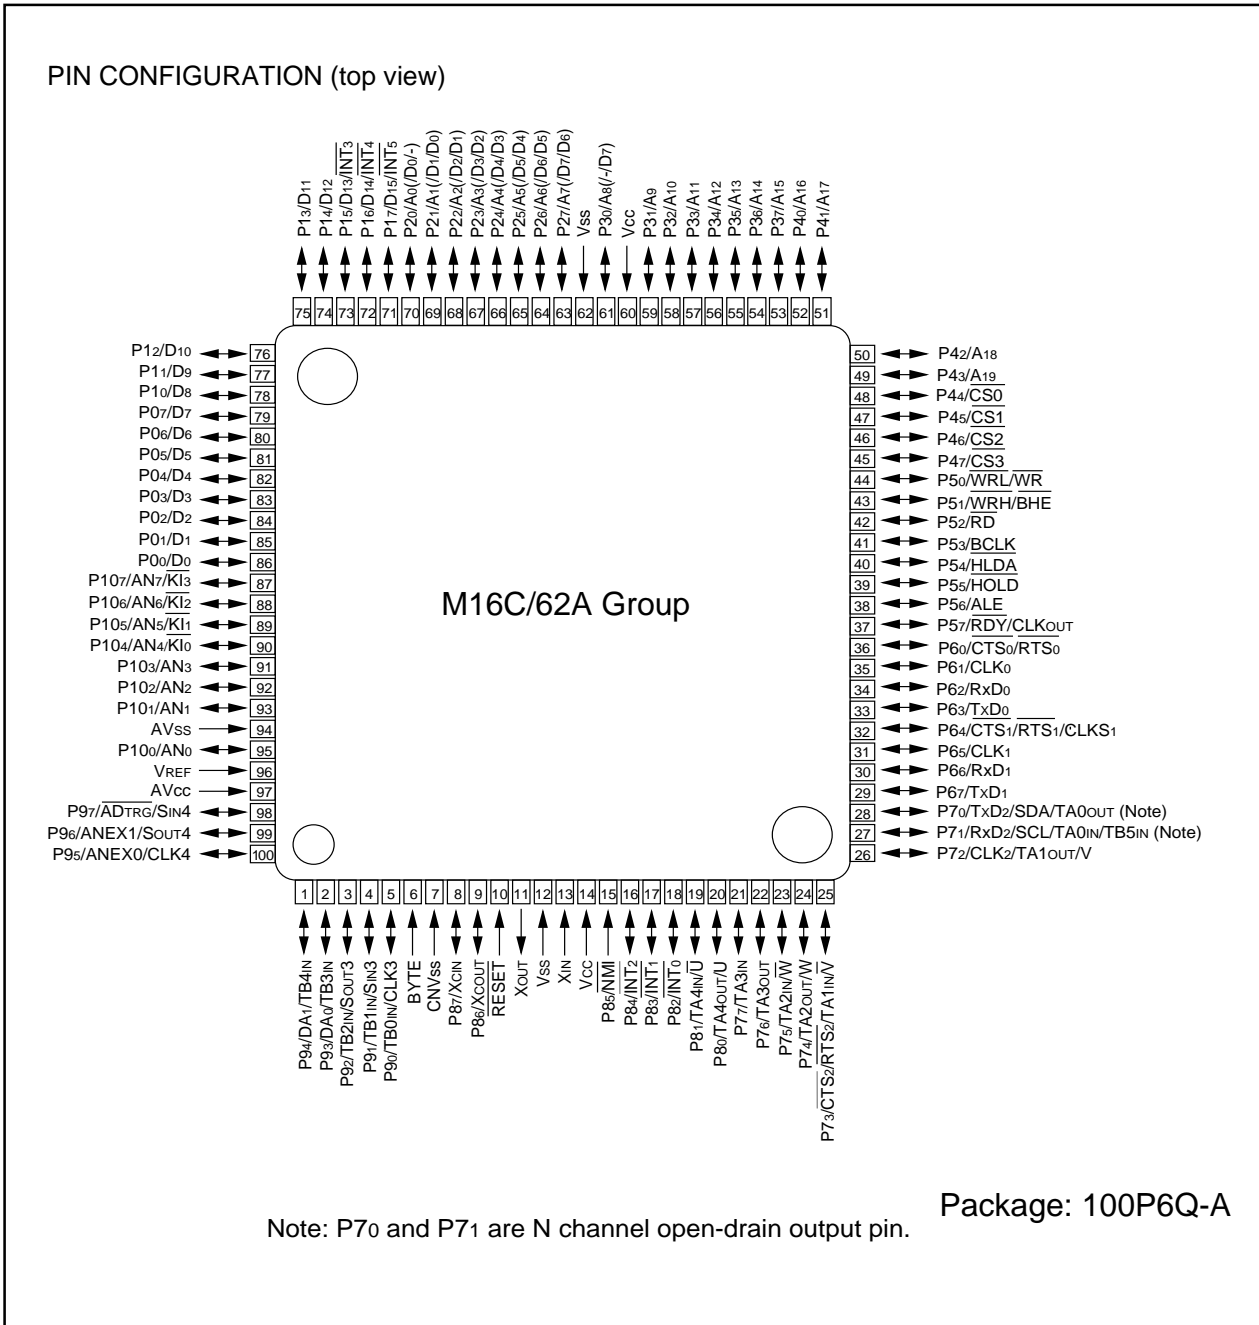 PIN CONFIGURATION (top view)
P13/D11
P14/D12
P15/D13/INT3
P16/D14/INT4
P17/D15/INT5
P20/A0(/D0/-)
P21/A1(/D1/D0)
P22/A2(/D2/D1)
P23/A3(/D3/D2)
P24/A4(/D4/D3)
P25/A5(/D5/D4)
P26/A6(/D6/D5)
P27/A7(/D7/D6)
Vss
P30/A8(/-/D7)
Vcc
P31/A9
P32/A10
P33/A11
P34/A12
P35/A13
P36/A14
P37/A15
P40/A16
P41/A17
75 74 73 72 71 70 69 68 67 66 65 64 63 62 61 60 59 58 57 56 55 54 53 52 51
P12/D10 76
P11/D9 77
P10/D8 78
P07/D7 79
P06/D6 80
P05/D5 81
P04/D4 82
P03/D3 83
P02/D2 84
P01/D1 85
P00/D0 86
P107/AN7/KI3 87
P106/AN6/KI2 88
P105/AN5/KI1 89
P104/AN4/KI0 90
P103/AN3 91
P102/AN2 92
P101/AN1 93
AVss 94
P100/AN0 95
VREF 96
AVcc 97
P97/ADTRG/SIN4 98
P96/ANEX1/SOUT4 99
P95/ANEX0/CLK4 100
M16C/62A Group
50 P42/A18
49 P43/A19
48 P44/CS0
47 P45/CS1
46 P46/CS2
45 P47/CS3
44 P50/WRL/WR
43 P51/WRH/BHE
42 P52/RD
41 P53/BCLK
40 P54/HLDA
39 P55/HOLD
38 P56/ALE
37 P57/RDY/CLKOUT
36 P60/CTS0/RTS0
35 P61/CLK0
34 P62/RxD0
33 P63/TxD0
32 P64/CTS1/RTS1/CLKS1
31 P65/CLK1
30 P66/RxD1
29 P67/TxD1
28 P70/TxD2/SDA/TA0OUT (Note)
27 P71/RxD2/SCL/TA0IN/TB5IN (Note)
26 P72/CLK2/TA1OUT/V
1 2 3 4 5 6 7 8 9 10 11 12 13 14 15 16 17 18 19 20 21 22 23 24 25
P94/DA1/TB4IN
P93/DA0/TB3IN
P92/TB2IN/SOUT3
P91/TB1IN/SIN3
P90/TB0IN/CLK3
BYTE
CNVss
P87/XCIN
P86/XCOUT
RESET
XOUT
Vss
XIN
Vcc
P85/NMI
P84/INT2
P83/INT1
P82/INT0
P81/TA4IN/U
P80/TA4OUT/U
P77/TA3IN
P76/TA3OUT
P75/TA2IN/W
P74/TA2OUT/W
P73/CTS2/RTS2/TA1IN/V
Package: 100P6Q-A
Note: P70 and P71 are N channel open-drain output pin.